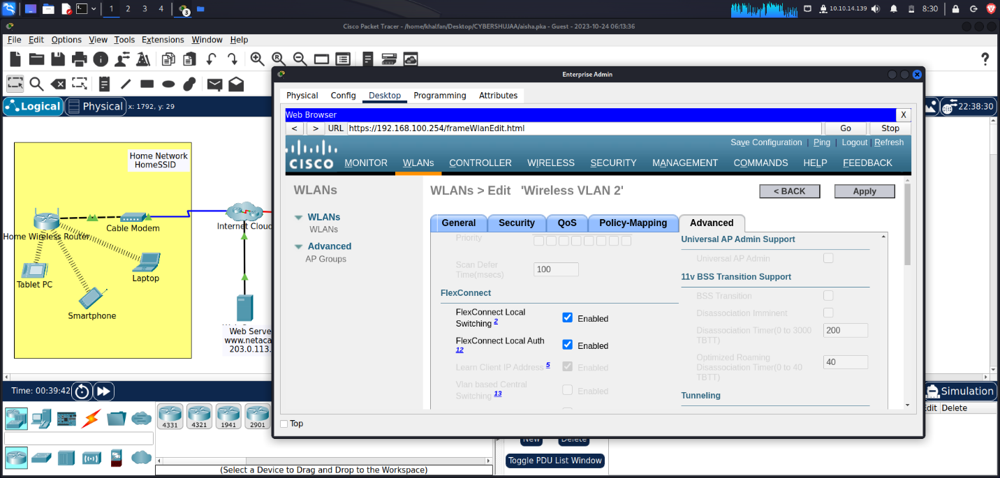 1 2 3 4 3 10.10.14.139 8:30
Cisco Packet Tracer - /home/khalfan/Desktop/CYBERSHUJAA/aisha.pka - Guest - 2023-10-24 06:13:36
File Edit Options View Tools Extensions Window Help
Enterprise Admin
Physical Config Desktop Programming Attributes
Logical Physical x: 1792, y: 29
22:38:30
Web Browser X
< > URL https://192.168.100.254/frameWlanEdit.html Go Stop
Save Configuration | Ping | Logout | Refresh
CISCO MONITOR WLANs CONTROLLER WIRELESS SECURITY MANAGEMENT COMMANDS HELP FEEDBACK
WLANs
WLANs
WLANs
Advanced
AP Groups
WLANs > Edit 'Wireless VLAN 2' < BACK Apply
General Security QoS Policy-Mapping Advanced
Priority
Scan Defer
Time(msecs)
100
FlexConnect
FlexConnect Local
Switching 2
Enabled
FlexConnect Local Auth
12
Enabled
Learn Client IP Address 5 Enabled
Vlan based Central
Switching 13
Enabled
Universal AP Admin Support
Universal AP Admin
11v BSS Transition Support
BSS Transition
Disassociation Imminent
Disassociation Timer(0 to 3000
TBTT)
200
Optimized Roaming
Disassociation Timer(0 to 40
TBTT)
40
Tunneling
Top
Home Network
HomeSSID
Cable Modem
Internet Clou
Home Wireless Router
Tablet PC
Laptop
Smartphone
Web Serve
www.netaca
203.0.113.
Time: 00:39:42
Simulation
Edit Delete
4331 4321 1941 2901
New Delete
Toggle PDU List Window
(Select a Device to Drag and Drop to the Workspace)